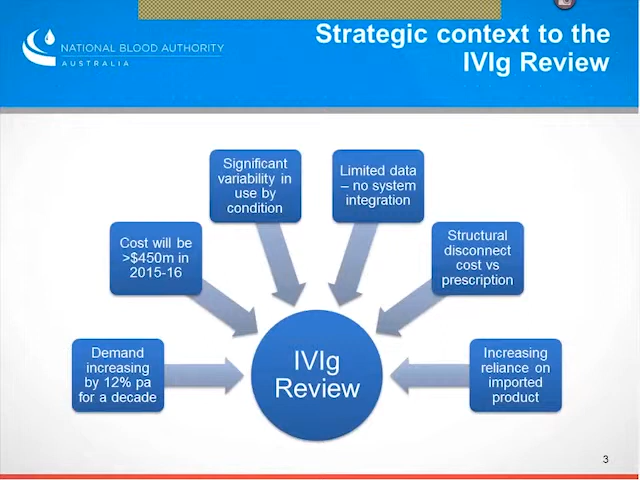 Strategic context to the
IVIg Review
NATIONAL BLOOD AUTHORITY
AUSTRALIA
Significant
variability in
use by
condition
Limited data
– no system
integration
Cost will be
>$450m in
2015-16
Structural
disconnect
cost vs
prescription
Demand
increasing
by 12% pa
for a decade
IVIg
Review
Increasing
reliance on
imported
product
3